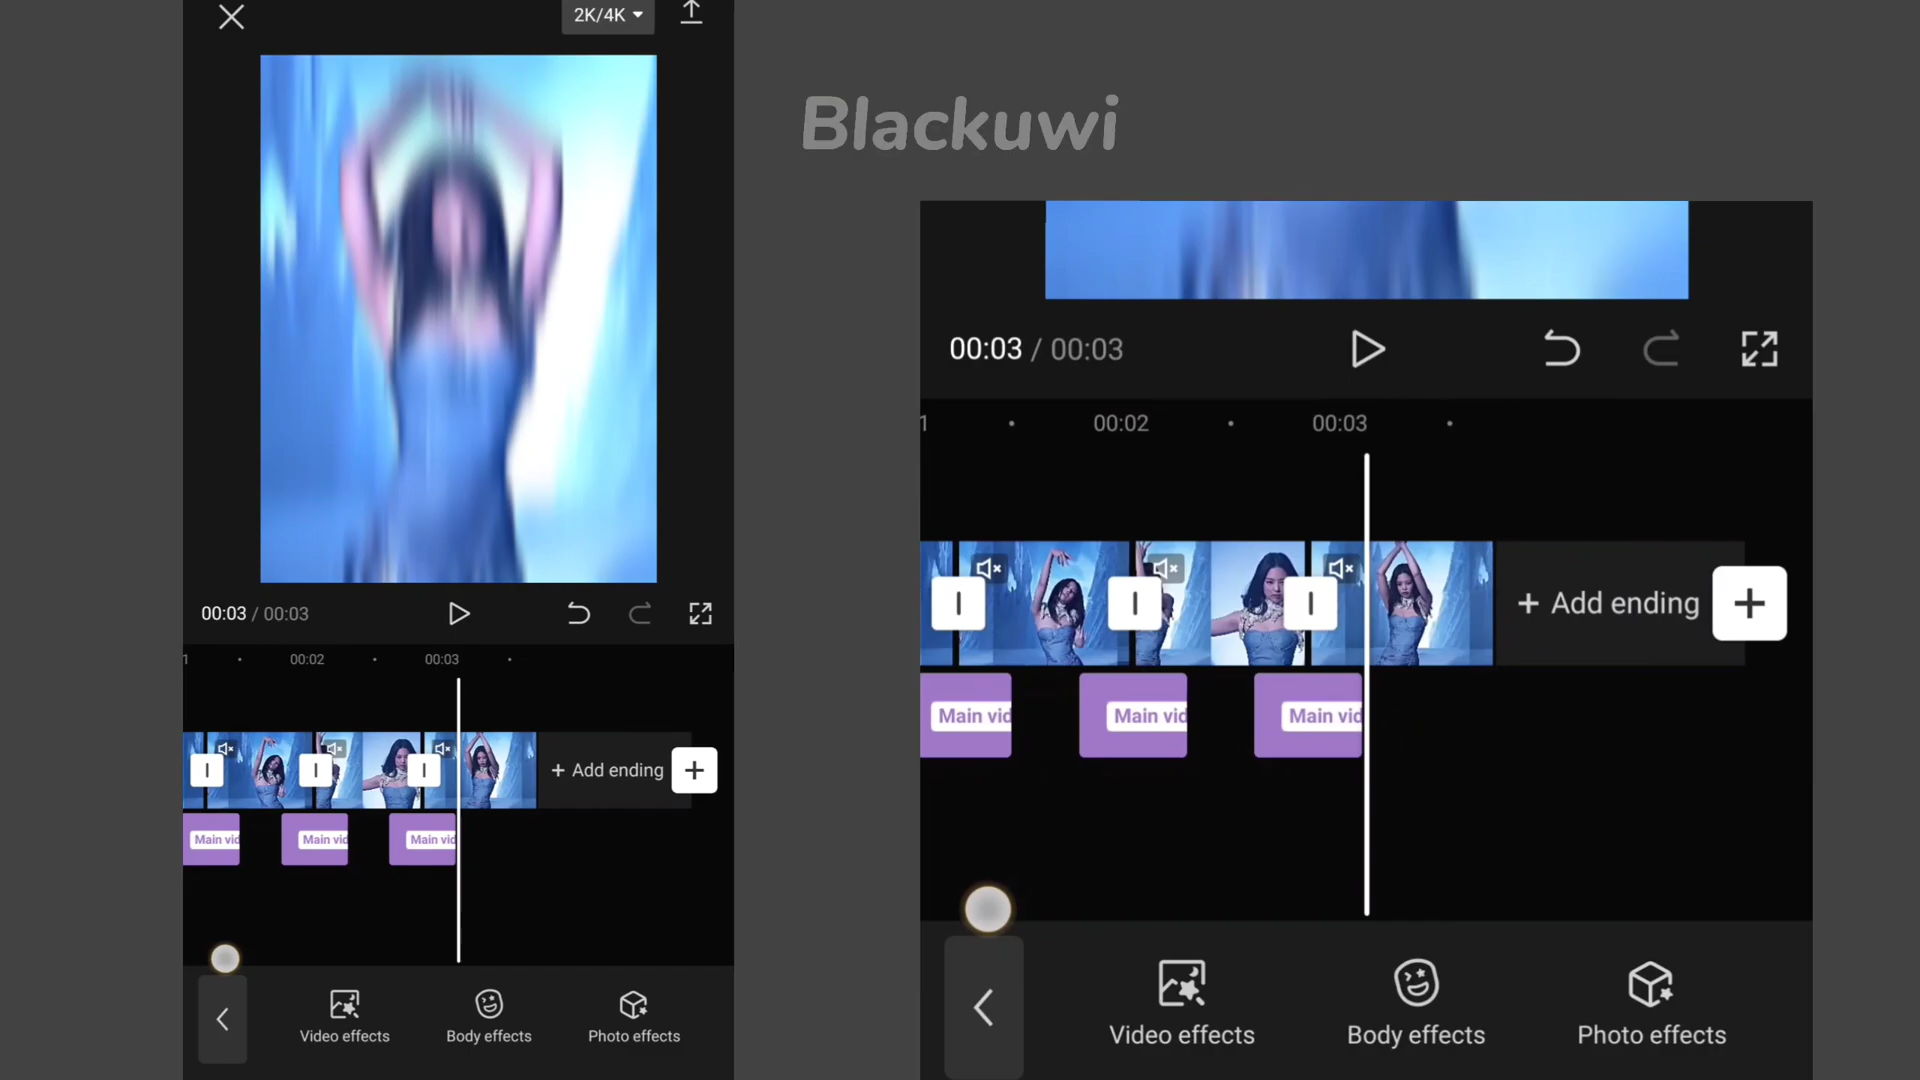 2K/4K
Blackuwi
00:03 / 00:03
1 00:02 00:03
+ Add ending
Main vid
Main vid
Main vid
Video effects
Body effects
Photo effects
00:03 / 00:03
1 00:02 00:03
+ Add ending
Main vid
Main vid
Main vid
Video effects
Body effects
Photo effects